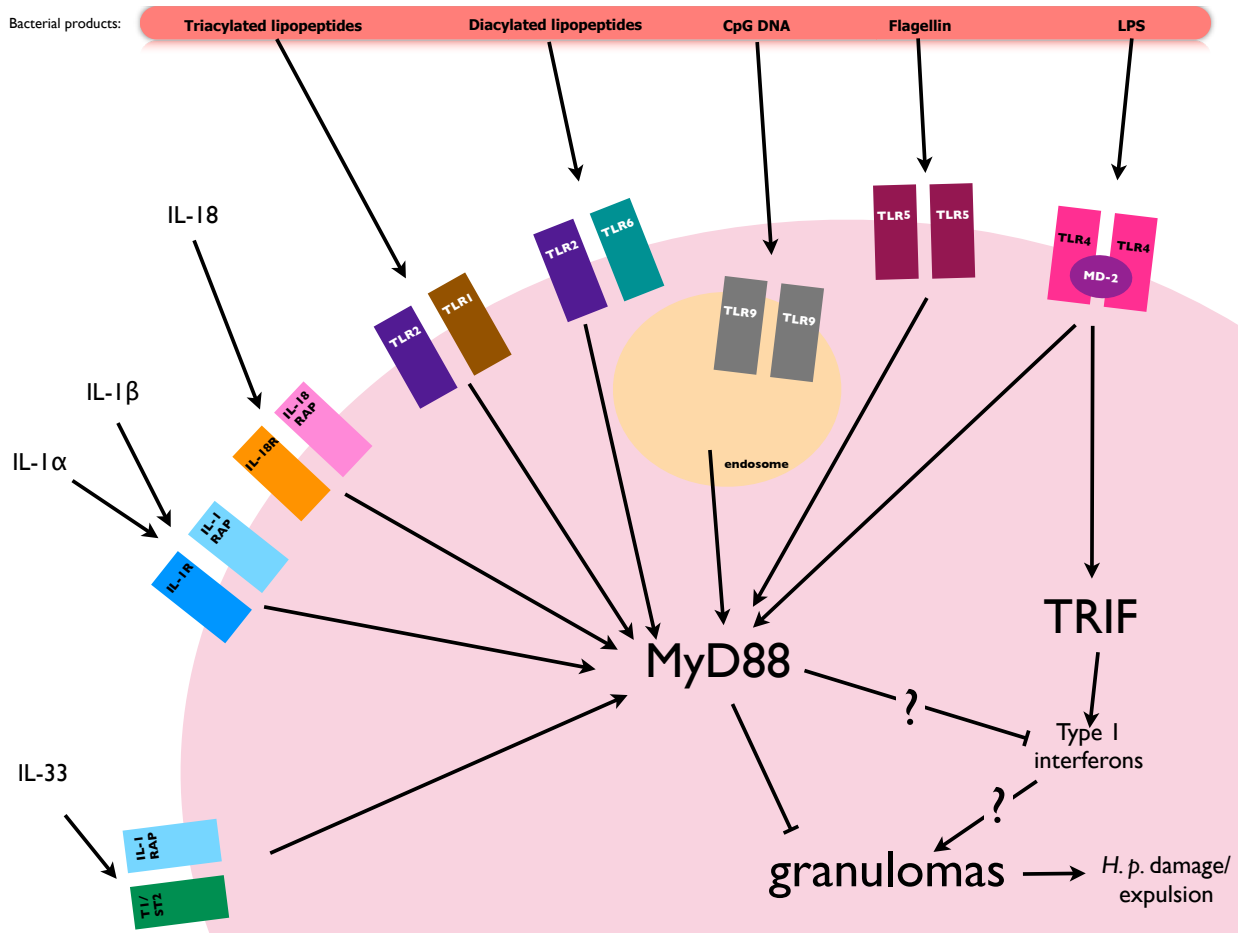 Bacterial products:
Triacylated lipopeptides
Diacylated lipopeptides
CpG DNA
Flagellin
LPS
IL-18
IL-1β
IL-1α
IL-33
TLR2
TLR1
TLR2
TLR6
TLR9
TLR9
endosome
TLR5
TLR5
TLR4
TLR4
MD-2
IL-18R
IL-18
RAP
IL-1R
IL-1
RAP
IL-1
RAP
T1/
ST2
MyD88
TRIF
?
Type 1
interferons
?
granulomas
H. p. damage/
expulsion